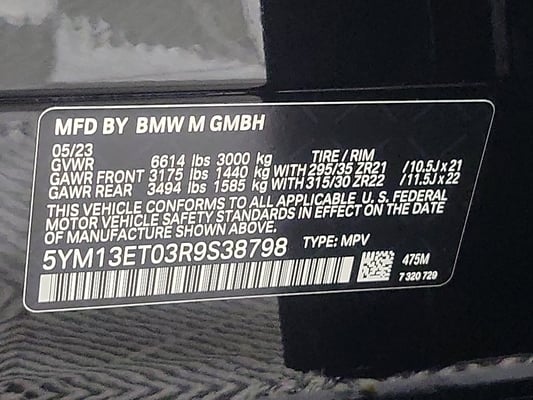 MFD BY BMW M GMBH
05/23
GVWR 6614 lbs 3000 kg TIRE / RIM
GAWR FRONT 3175 lbs 1440 kg WITH 295/35 ZR21 /10.5J x 21
GAWR REAR 3494 lbs 1585 kg WITH 315/30 ZR22 /11.5J x 22
THIS VEHICLE CONFORMS TO ALL APPLICABLE U.S. FEDERAL
MOTOR VEHICLE SAFETY STANDARDS IN EFFECT ON THE DATE
OF MANUFACTURE SHOWN ABOVE.
5YM13ET03R9S38798 TYPE: MPV
475M
7 320 729